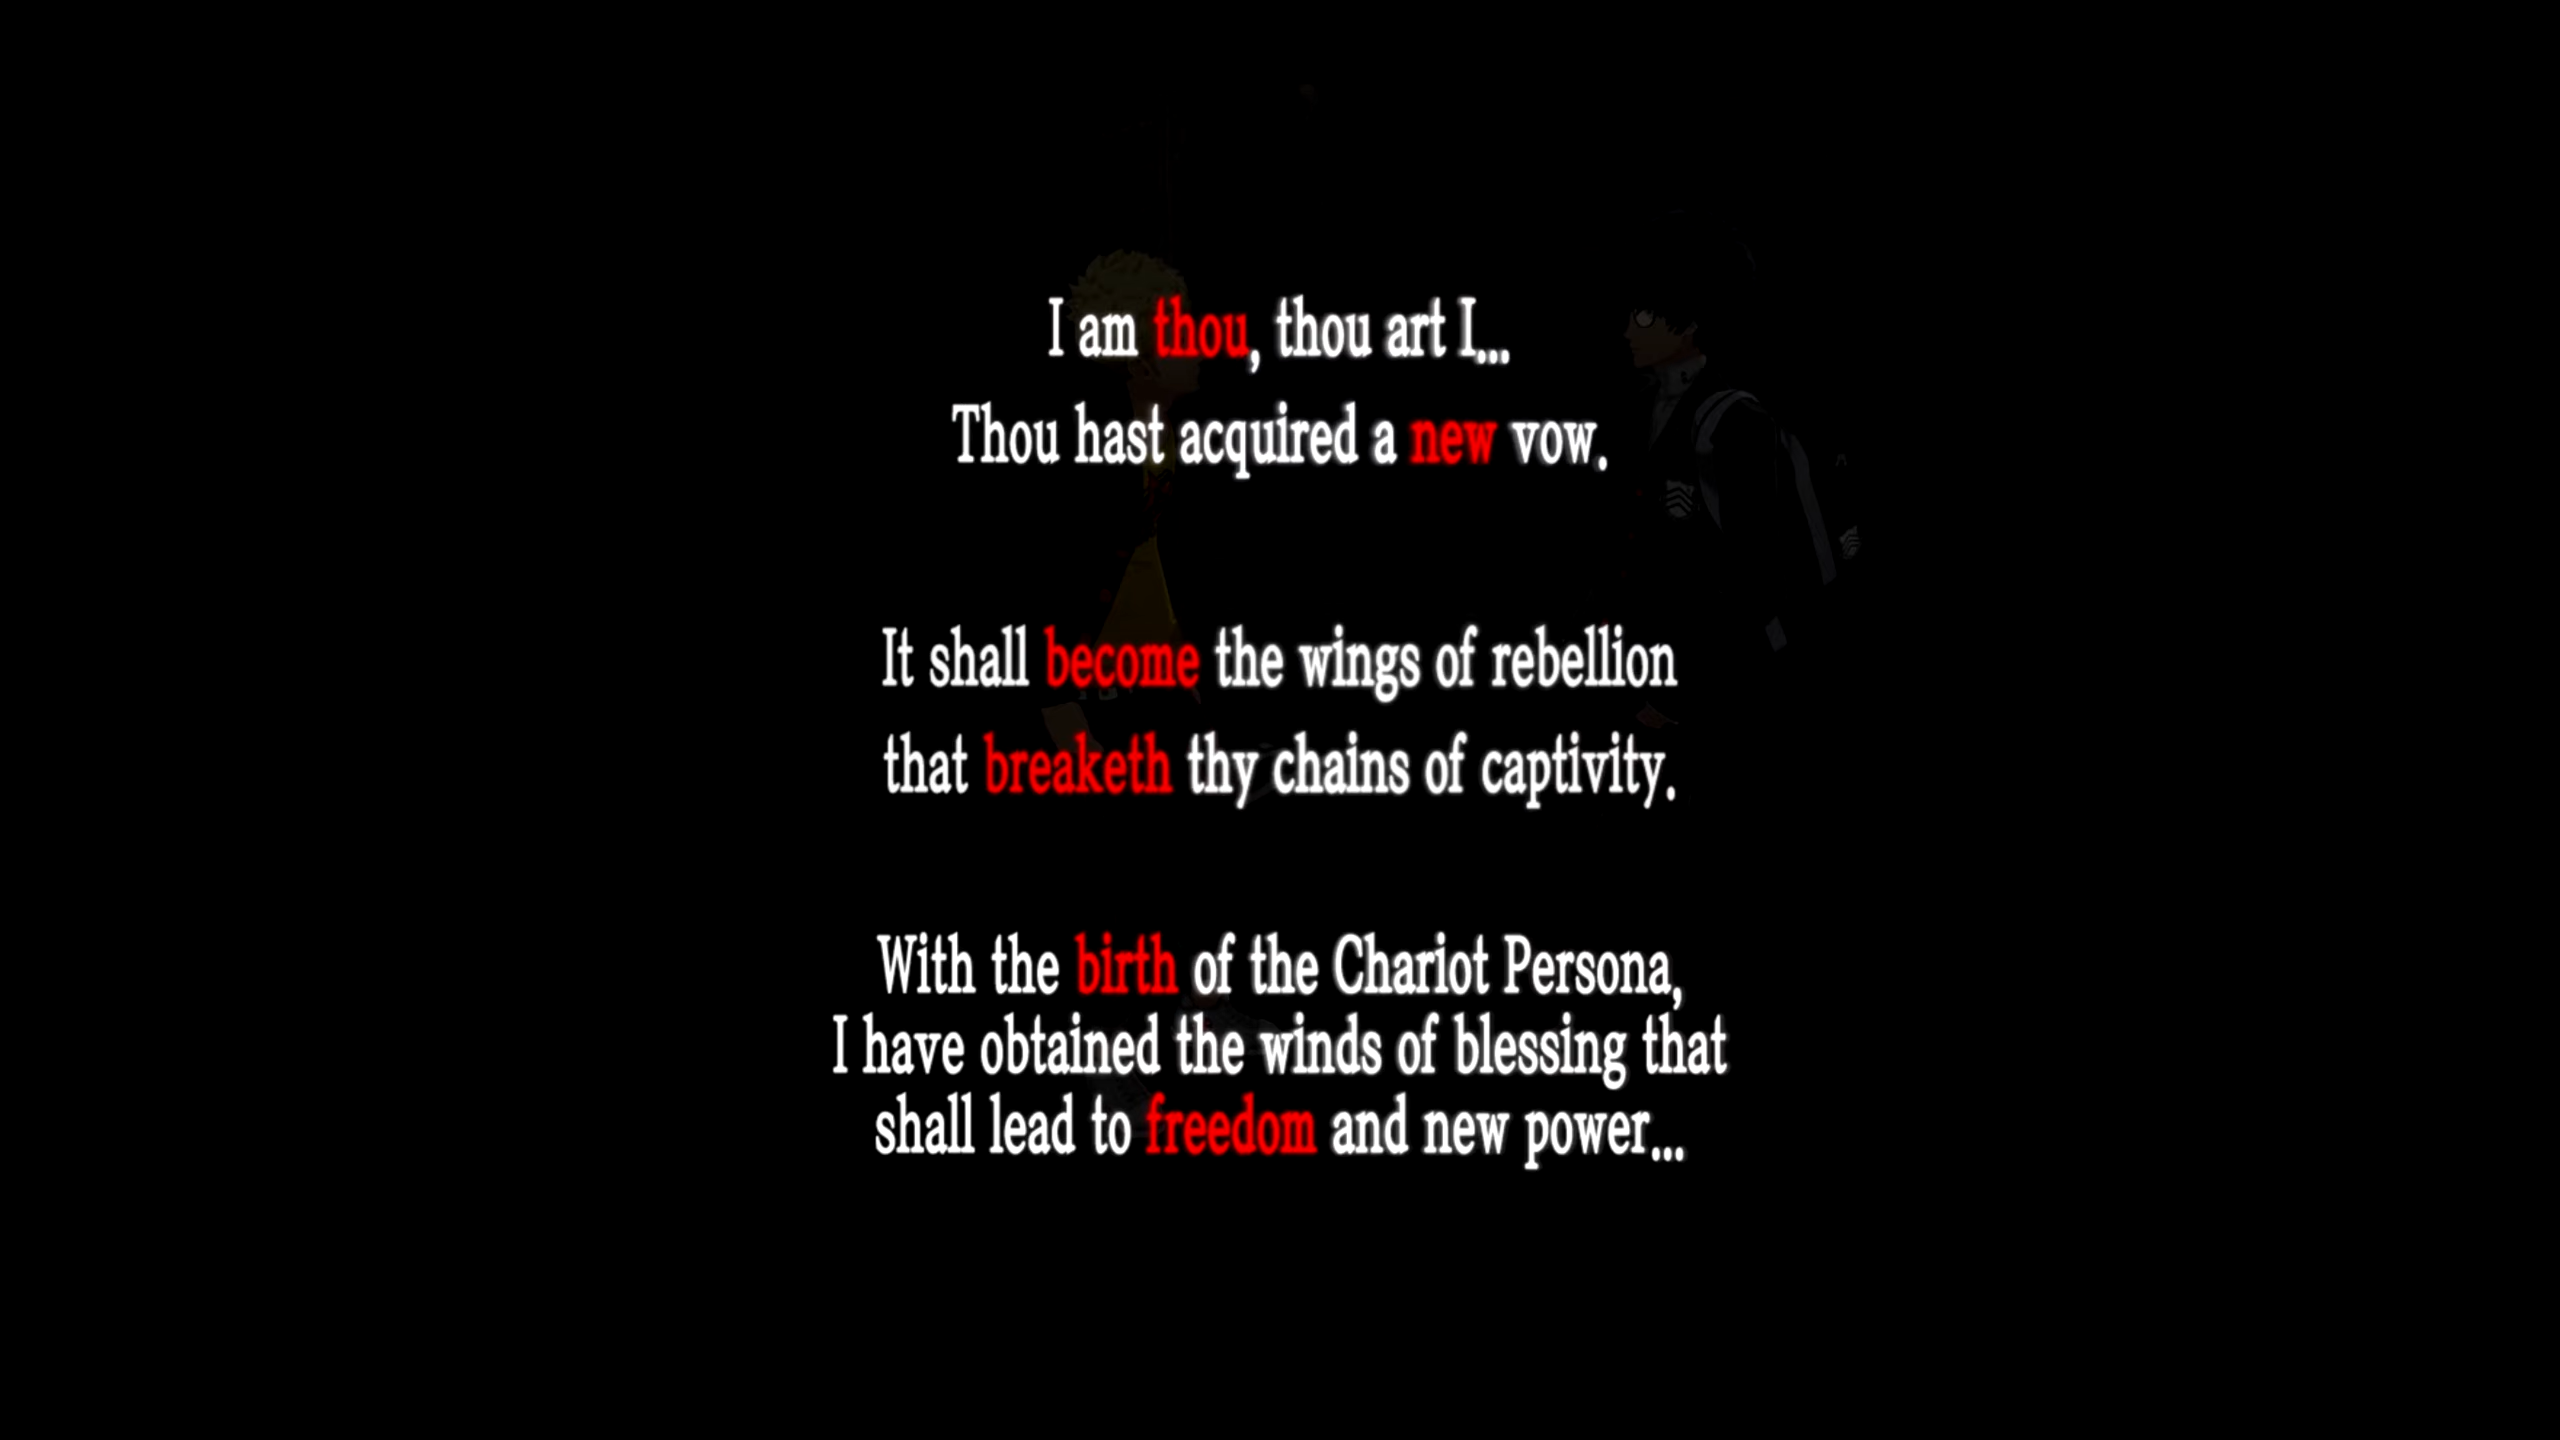 I am thou, thou art I...
Thou hast acquired a new vow.
It shall become the wings of rebellion
that breaketh thy chains of captivity.
With the birth of the Chariot Persona,
I have obtained the winds of blessing that
shall lead to freedom and new power...